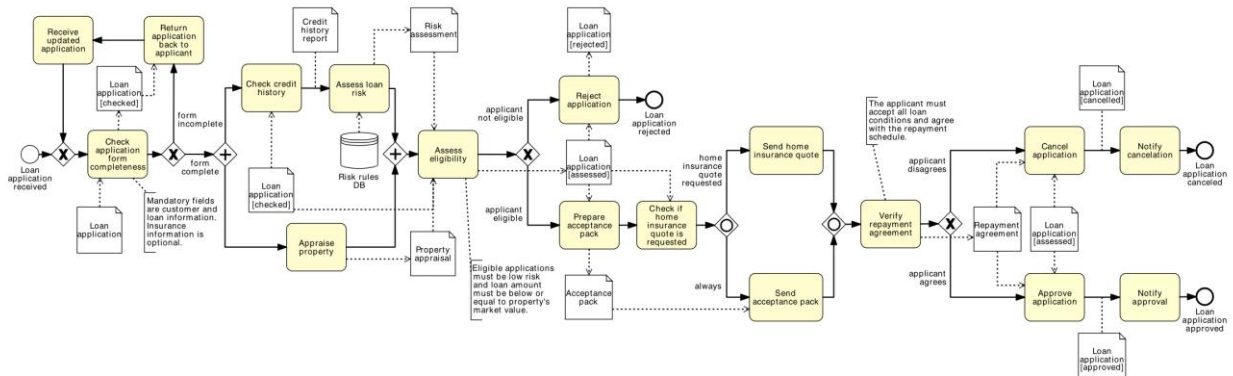 Receive
updated
application
Return
application
back to
applicant
Loan
application
[checked]
form
incomplete
Loan
application
received
Check
application
form
completeness
form
complete
Loan
application
Mandatory fields
are customer and
loan information.
Insurance
information is
optional.
Credit
history
report
Check credit
history
Assess loan
risk
Risk
assessment
Risk rules
DB
Loan
application
[checked]
Appraise
property
Property
appraisal
Assess
eligibility
Eligible applications
must be low risk
and loan amount
must be below or
equal to property's
market value.
applicant
not eligible
applicant
eligible
Loan
application
[rejected]
Reject
application
Loan
application
rejected
Loan
application
[assessed]
Prepare
acceptance
pack
Check if
home
insurance
quote is
requested
Acceptance
pack
home
insurance
quote
requested
always
Send home
insurance quote
Send
acceptance pack
The applicant must
accept all loan
conditions and agree
with the repayment
schedule.
Verify
repayment
agreement
applicant
disagrees
applicant
agrees
Repayment
agreement
Loan
application
[assessed]
Cancel
application
Loan
application
[cancelled]
Notify
cancelation
Loan
application
canceled
Approve
application
Notify
approval
Loan
application
approved
Loan
application
[approved]